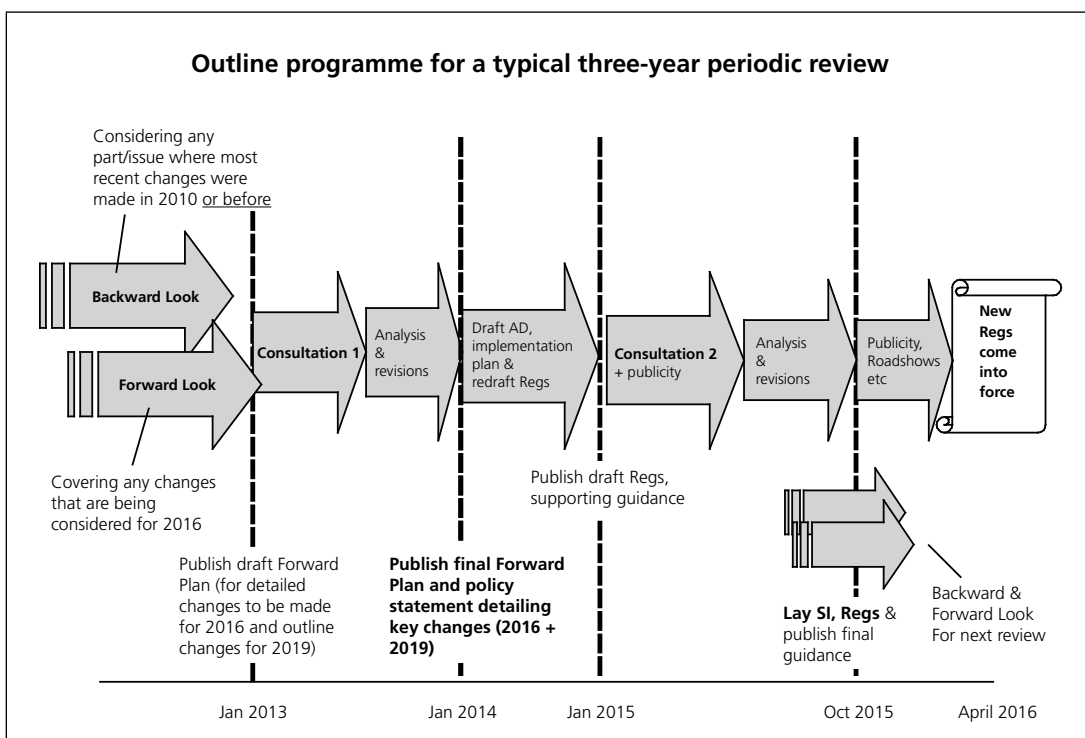 Outline programme for a typical three-year periodic review
Considering any
part/issue where most
recent changes were
made in 2010 or before
Backward Look
Forward Look
Covering any changes
that are being
considered for 2016
Consultation 1
Analysis
&
revisions
Draft AD,
implementation
plan &
redraft Regs
Consultation 2
+ publicity
Analysis
&
revisions
Publicity,
Roadshows
etc
New
Regs
come
into
force
Publish draft Regs,
supporting guidance
Publish draft Forward
Plan (for detailed
changes to be made
for 2016 and outline
changes for 2019)
Publish final Forward
Plan and policy
statement detailing
key changes (2016 +
2019)
Lay SI, Regs &
publish final
guidance
Backward &
Forward Look
For next review
Jan 2013
Jan 2014
Jan 2015
Oct 2015
April 2016